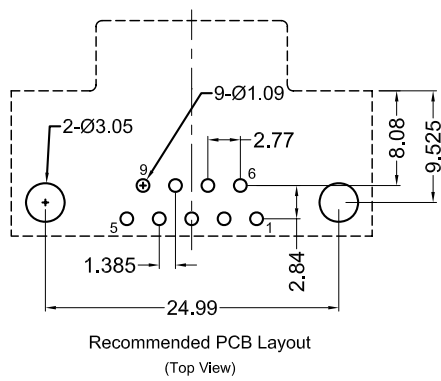 9-Ø1.09
2-Ø3.05
2.77
8.08
9.525
9
6
5
1
1.385
2.84
24.99
Recommended PCB Layout
(Top View)